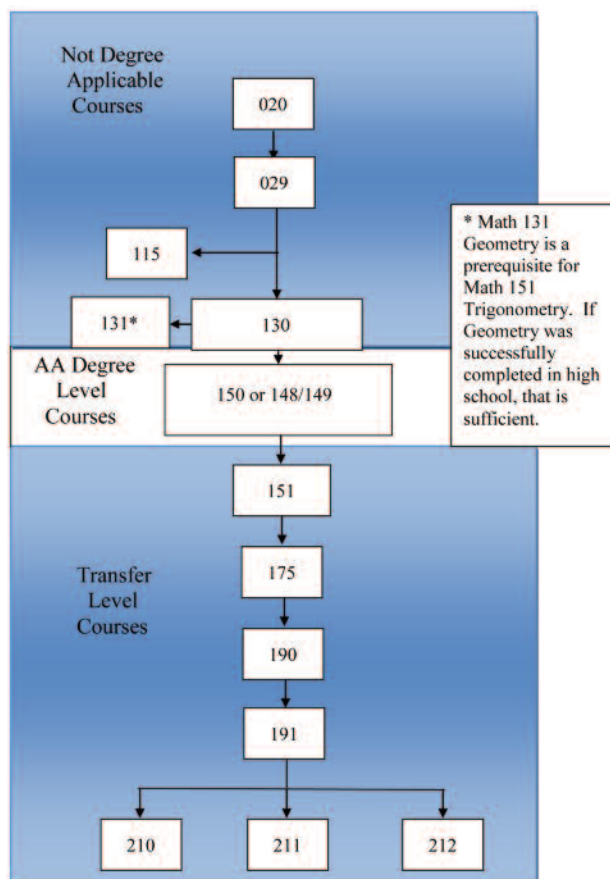 Not Degree
Applicable
Courses
020
029
115
131*
130
* Math 131
Geometry is a
prerequisite for
Math 151
Trigonometry. If
Geometry was
successfully
completed in high
school, that is
sufficient.
AA Degree
Level
Courses
150 or 148/149
151
175
Transfer
Level
Courses
190
191
210
211
212